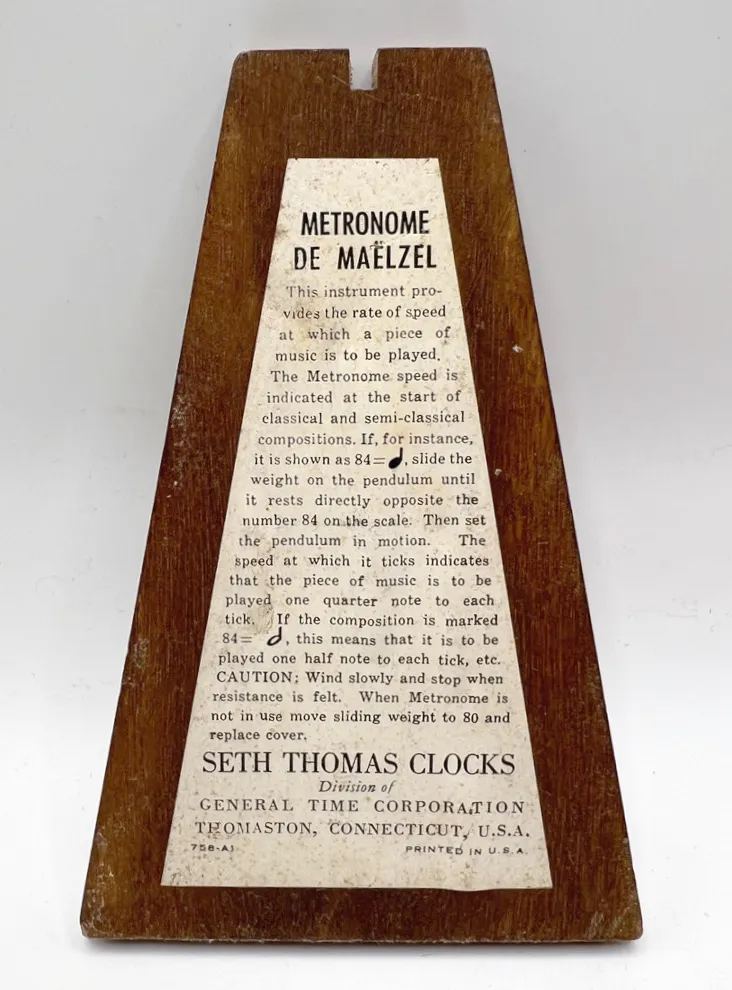 METRONOME
DE MAËLZEL
This instrument pro-
vides the rate of speed
at which a piece of
music is to be played.
The Metronome speed is
indicated at the start of
classical and semi-classical
compositions. If, for instance,
it is shown as 84=♩, slide the
weight on the pendulum until
it rests directly opposite the
number 84 on the scale. Then set
the pendulum in motion. The
speed at which it ticks indicates
that the piece of music is to be
played one quarter note to each
tick. If the composition is marked
84= 𝅗𝅥, this means that it is to be
played one half note to each tick, etc.
CAUTION: Wind slowly and stop when
resistance is felt. When Metronome is
not in use move sliding weight to 80 and
replace cover.
SETH THOMAS CLOCKS
Division of
GENERAL TIME CORPORATION
THOMASTON, CONNECTICUT, U.S.A.
758-A1 PRINTED IN U.S.A.